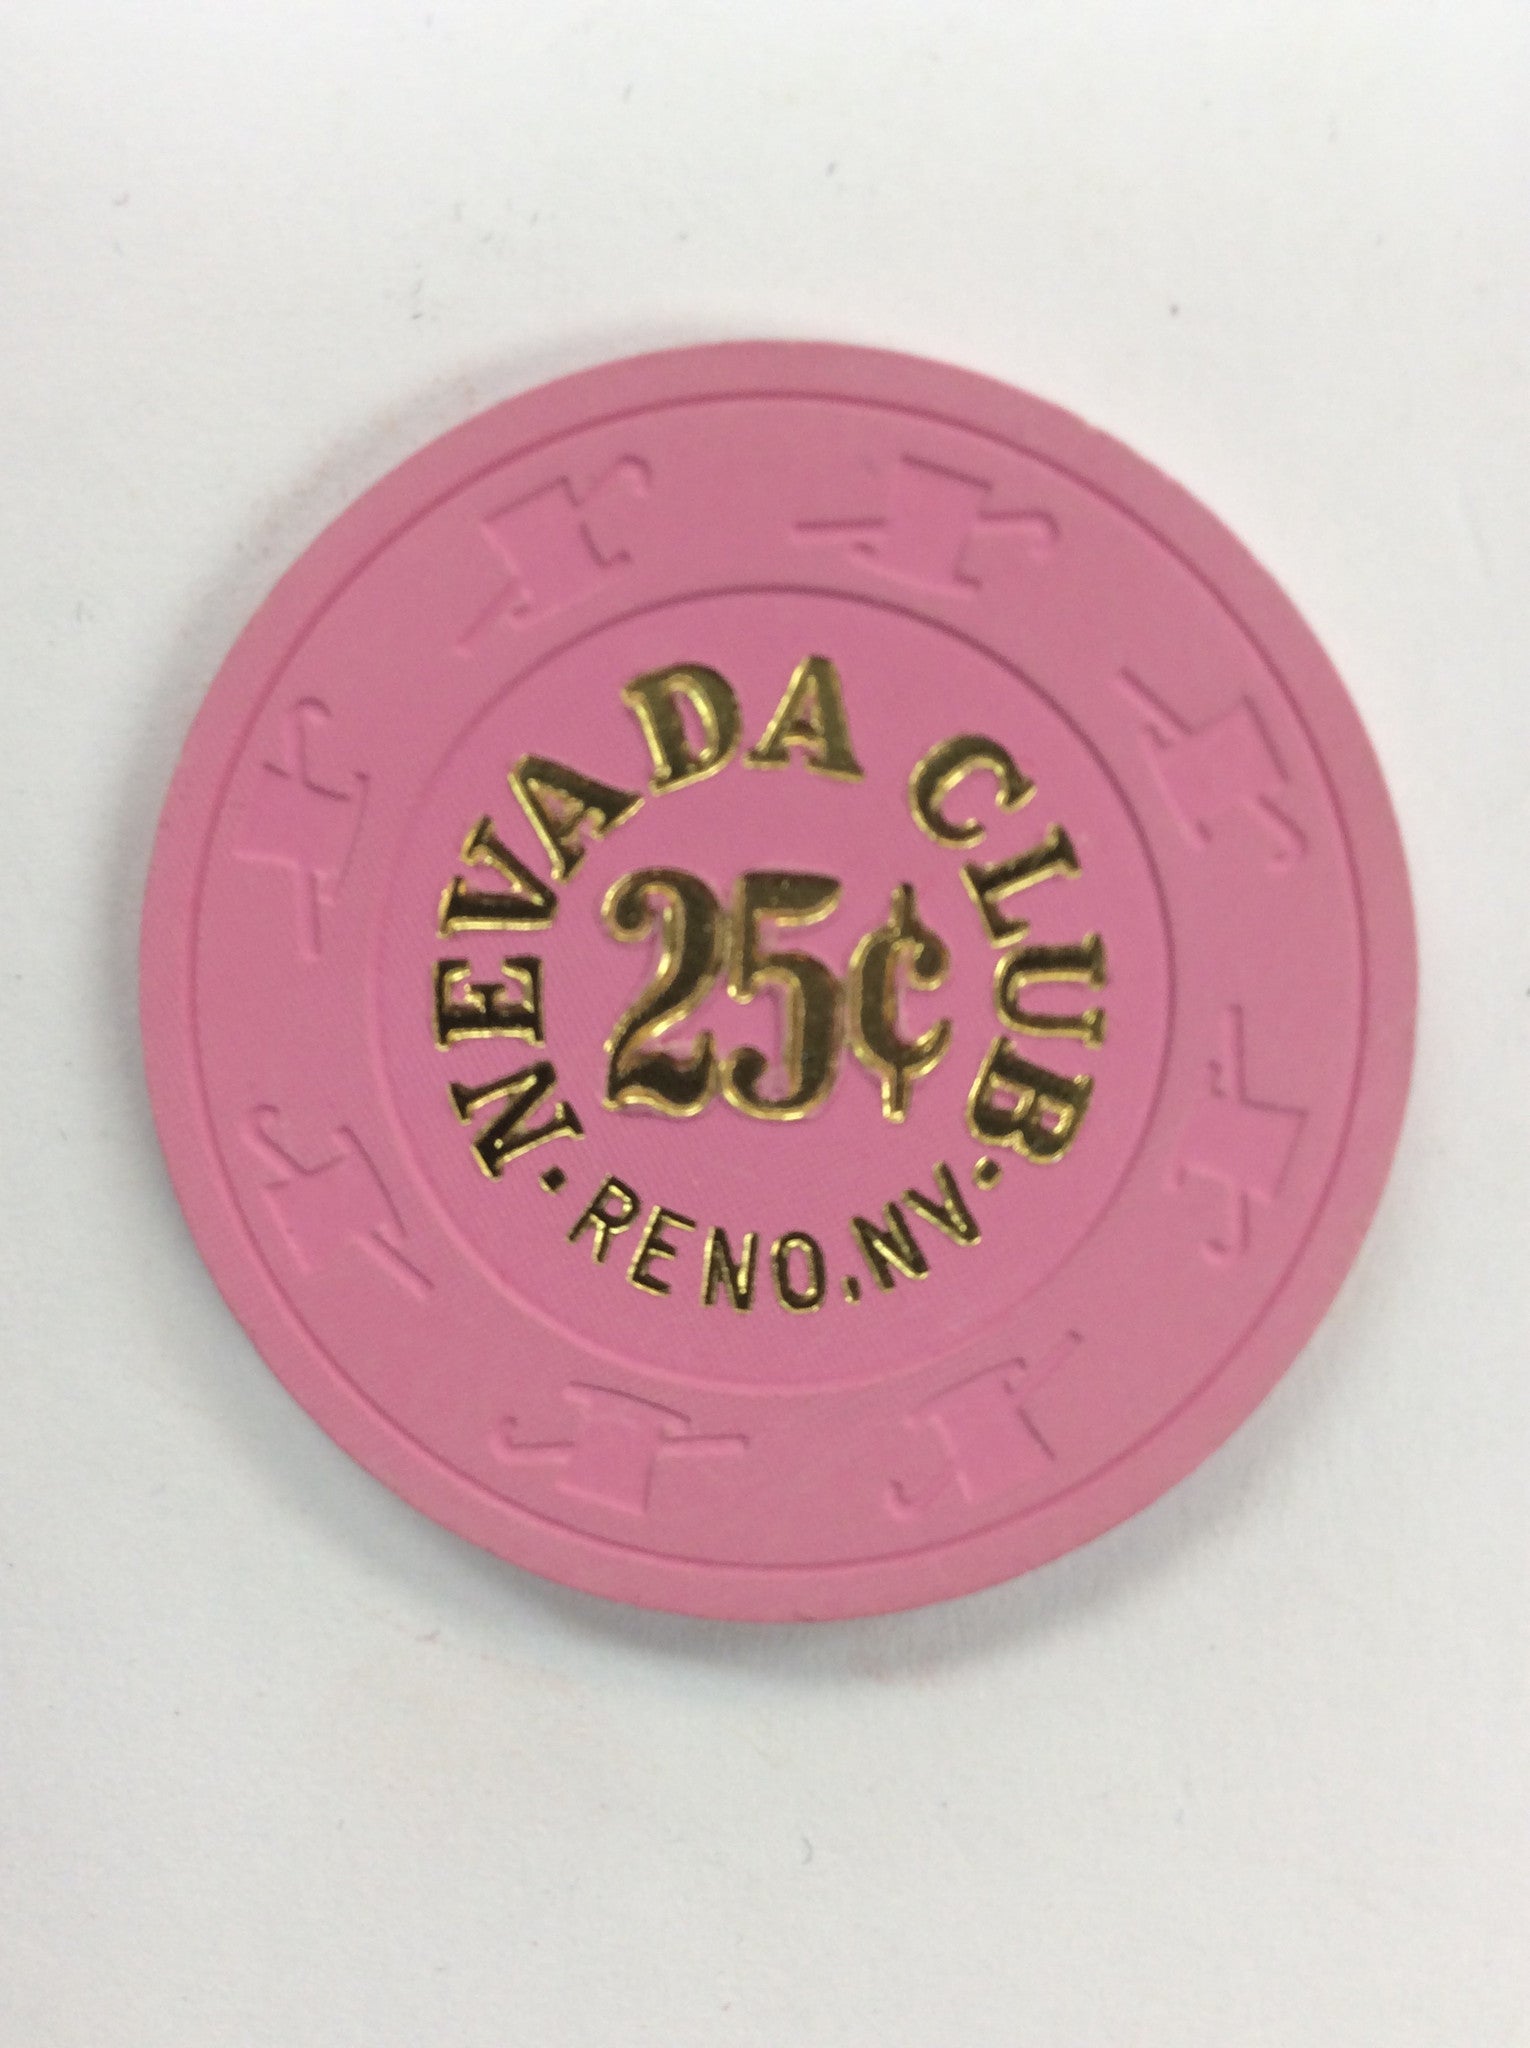 NEVADA CLUB
25¢
· RENO, NV ·